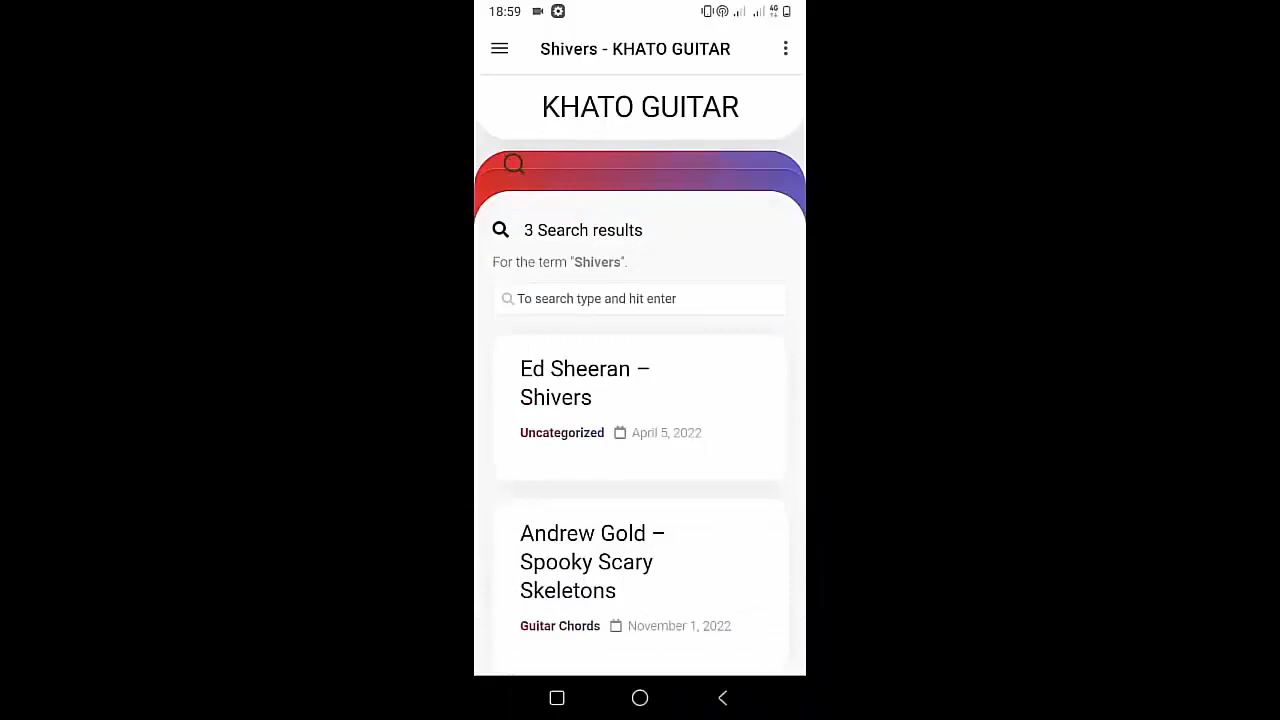 18:59
4G
Shivers - KHATO GUITAR
KHATO GUITAR
3 Search results
For the term "Shivers".
To search type and hit enter
Ed Sheeran –
Shivers
Uncategorized April 5, 2022
Andrew Gold –
Spooky Scary
Skeletons
Guitar Chords November 1, 2022